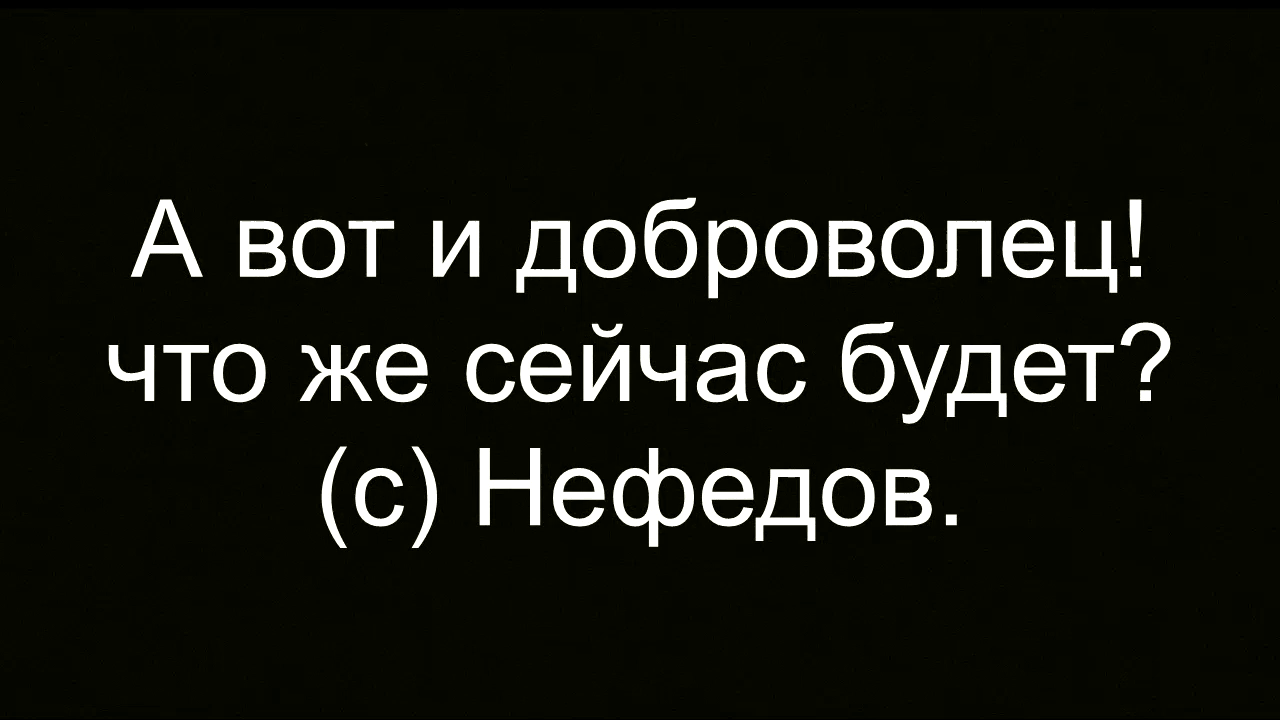 А вот и доброволец!
что же сейчас будет?
(с) Нефедов.